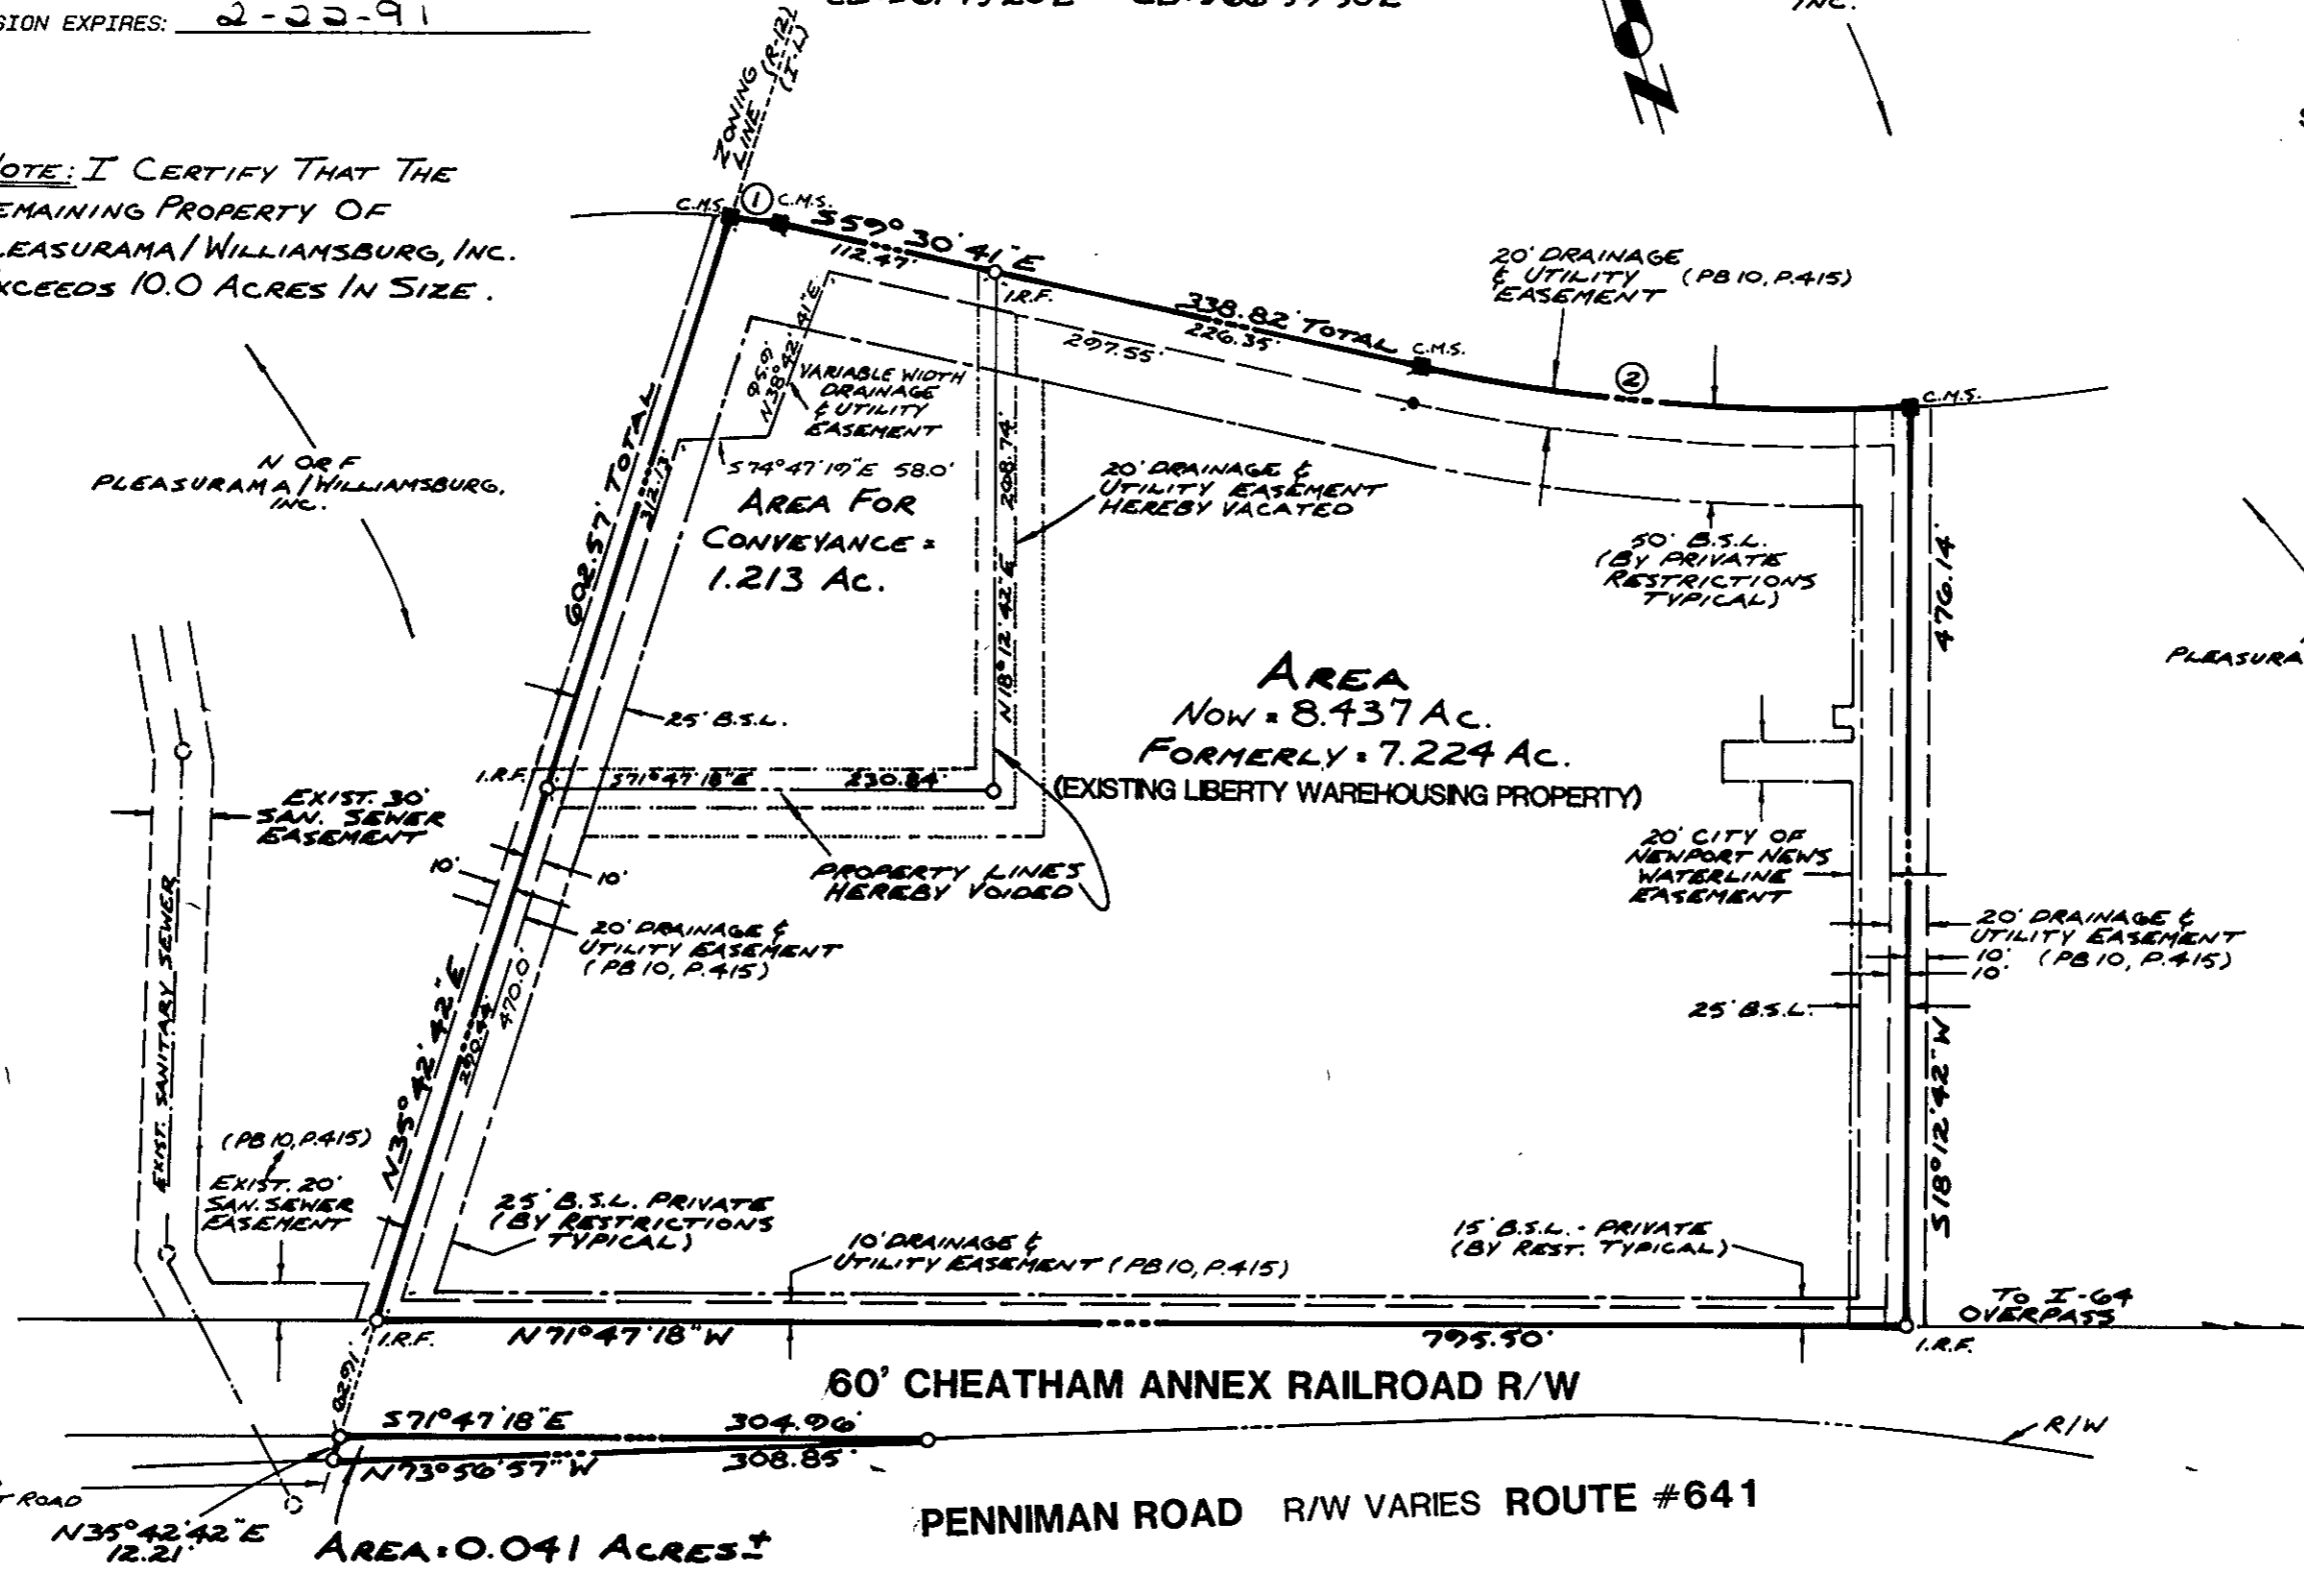 SION EXPIRES: 2-22-91
INC.
ZONING (R-12)
LINE (I.L)
NOTE: I CERTIFY THAT THE
EMAINING PROPERTY OF
LEASURAMA/WILLIAMSBURG, INC.
XCEEDS 10.0 ACRES IN SIZE.
N OR F
PLEASURAMA/WILLIAMSBURG,
INC.
C.M.S.
1
C.M.S.
S59°30'41"E
112.47'
I.R.F.
338.82' TOTAL
226.35'
297.55'
C.M.S.
20' DRAINAGE
& UTILITY (PB 10, P.415)
EASEMENT
2
C.M.S.
95.9'
N38°42'41"E
VARIABLE WIDTH
DRAINAGE
& UTILITY
EASEMENT
S74°47'19"E 58.0'
AREA FOR
CONVEYANCE =
1.213 AC.
602.57' TOTAL
312.13'
208.74'
N18°12'42"E
20' DRAINAGE &
UTILITY EASEMENT
HEREBY VACATED
50' B.S.L.
(BY PRIVATE
RESTRICTIONS
TYPICAL)
476.14'
PLEASURA
AREA
NOW = 8.437 AC.
FORMERLY = 7.224 AC.
(EXISTING LIBERTY WAREHOUSING PROPERTY)
25' B.S.L.
I.R.F.
S71°47'18"E 230.84'
EXIST. 30'
SAN. SEWER
EASEMENT
10'
10'
PROPERTY LINES
HEREBY VOIDED
20' DRAINAGE &
UTILITY EASEMENT
(PB 10, P.415)
20' CITY OF
NEWPORT NEWS
WATERLINE
EASEMENT
20' DRAINAGE &
UTILITY EASEMENT
10' (PB 10, P.415)
10'
25' B.S.L.
470.0'
290.44'
N35°42'42"E
S18°12'42"W
EXIST. SANITARY SEWER
(PB 10, P.415)
EXIST. 20'
SAN. SEWER
EASEMENT
25' B.S.L. PRIVATE
(BY RESTRICTIONS
TYPICAL)
10' DRAINAGE &
UTILITY EASEMENT (PB 10, P.415)
15' B.S.L. - PRIVATE
(BY REST. TYPICAL)
TO I-64
OVERPASS
I.R.F.
N71°47'18"W 795.50'
I.R.F.
60' CHEATHAM ANNEX RAILROAD R/W
S71°47'18"E 304.96'
N73°56'57"W 308.85'
R/W
T ROAD
N35°42'42"E
12.21'
AREA = 0.041 ACRES±
PENNIMAN ROAD R/W VARIES ROUTE #641